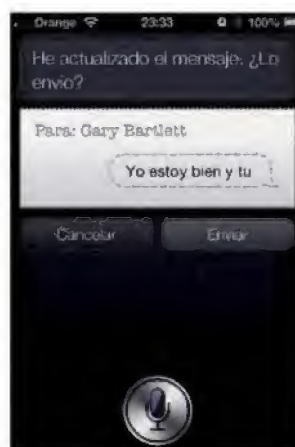 Orange 23:33 100%
He actualizado el mensaje. ¿Lo
envío?
Para: Gary Bartlett
Yo estoy bien y tu
Cancelar Enviar